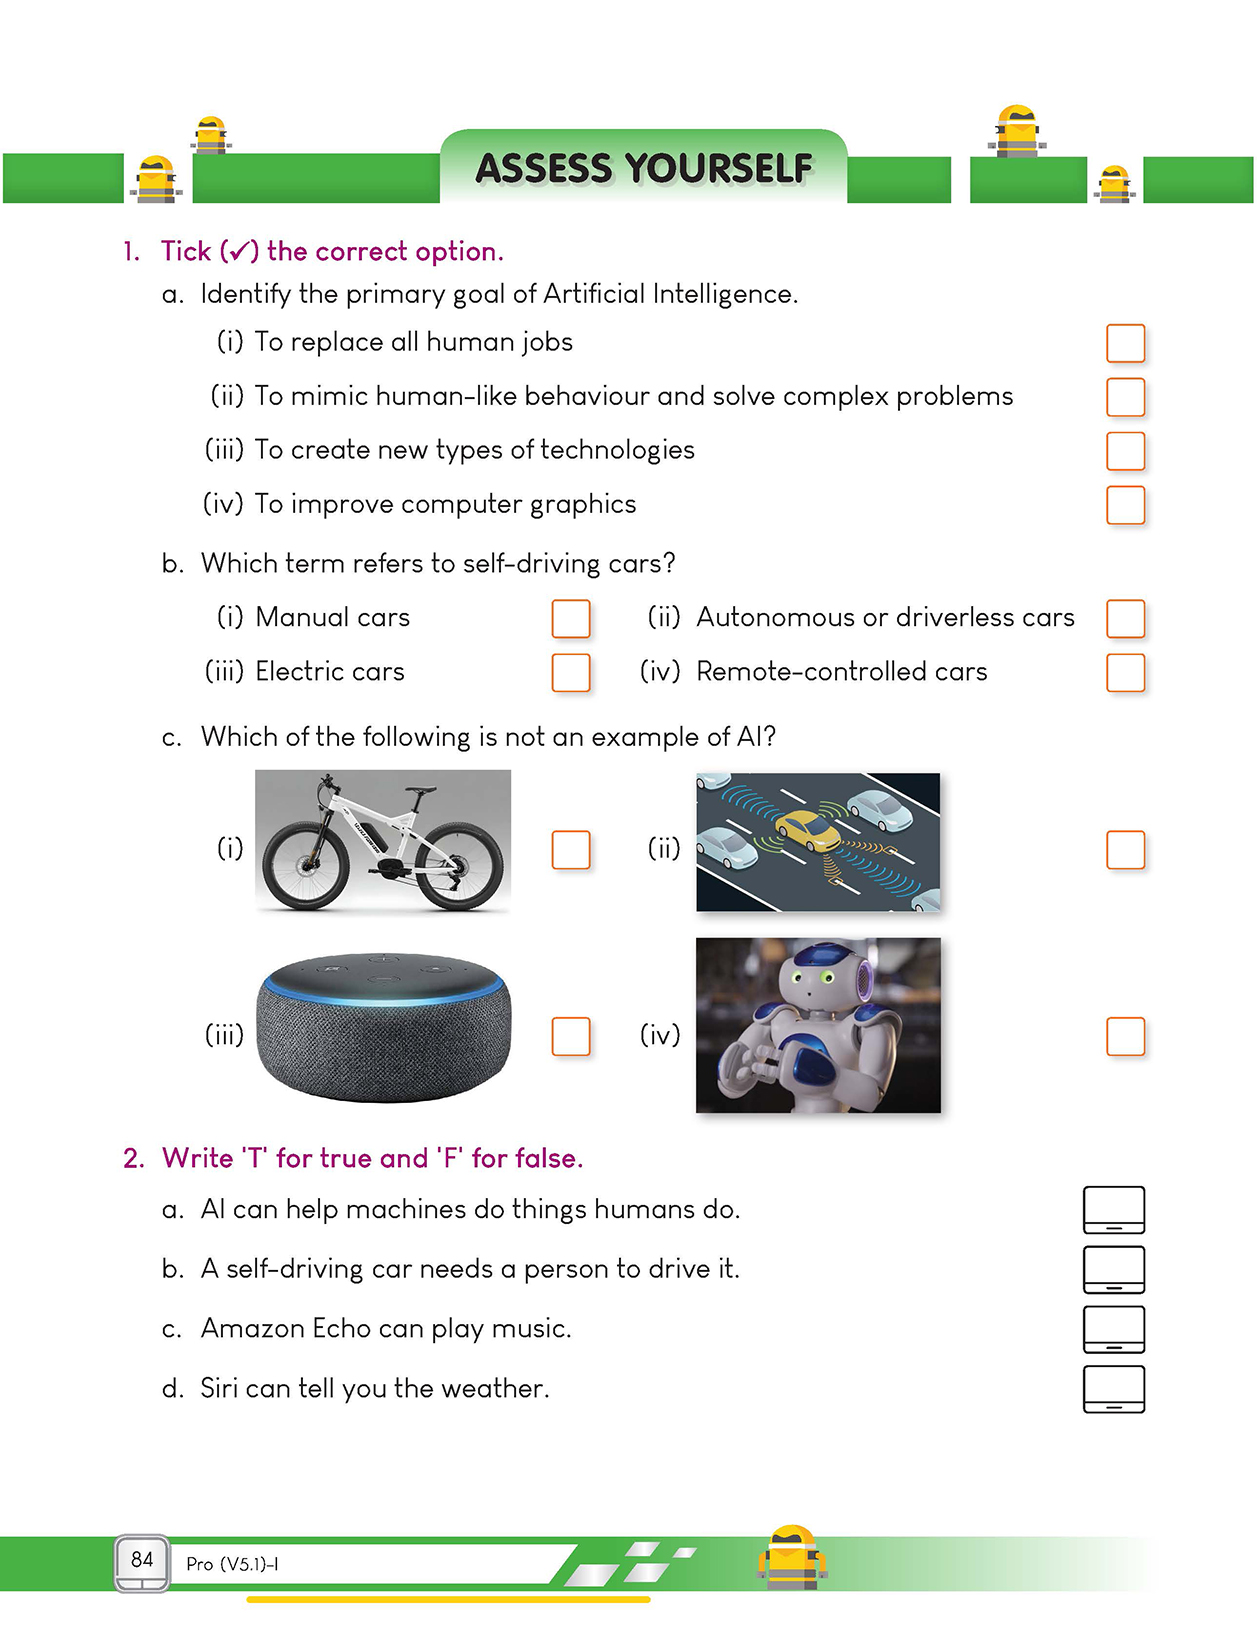 ASSESS YOURSELF
1. Tick (✓) the correct option.
a. Identify the primary goal of Artificial Intelligence.
(i) To replace all human jobs
(ii) To mimic human-like behaviour and solve complex problems
(iii) To create new types of technologies
(iv) To improve computer graphics
b. Which term refers to self-driving cars?
(i) Manual cars (ii) Autonomous or driverless cars
(iii) Electric cars (iv) Remote-controlled cars
c. Which of the following is not an example of AI?
(i) (ii)
(iii) (iv)
2. Write 'T' for true and 'F' for false.
a. AI can help machines do things humans do.
b. A self-driving car needs a person to drive it.
c. Amazon Echo can play music.
d. Siri can tell you the weather.
84 Pro (V5.1)-I